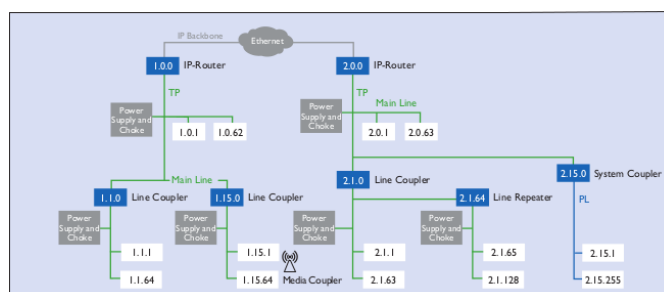 IP Backbone
Ethernet
1.0.0 IP-Router
2.0.0 IP-Router
TP
TP
Power
Supply and
Choke
1.0.1
1.0.62
Power
Supply and
Choke
Main Line
2.0.1
2.0.63
Main Line
1.1.0 Line Coupler
1.15.0 Line Coupler
2.1.0 Line Coupler
2.1.64 Line Repeater
2.15.0 System Coupler
PL
Power
Supply and
Choke
1.1.1
1.1.64
Power
Supply and
Choke
1.15.1
1.15.64 Media Coupler
Power
Supply and
Choke
2.1.1
2.1.63
Power
Supply and
Choke
2.1.65
2.1.128
2.15.1
2.15.255